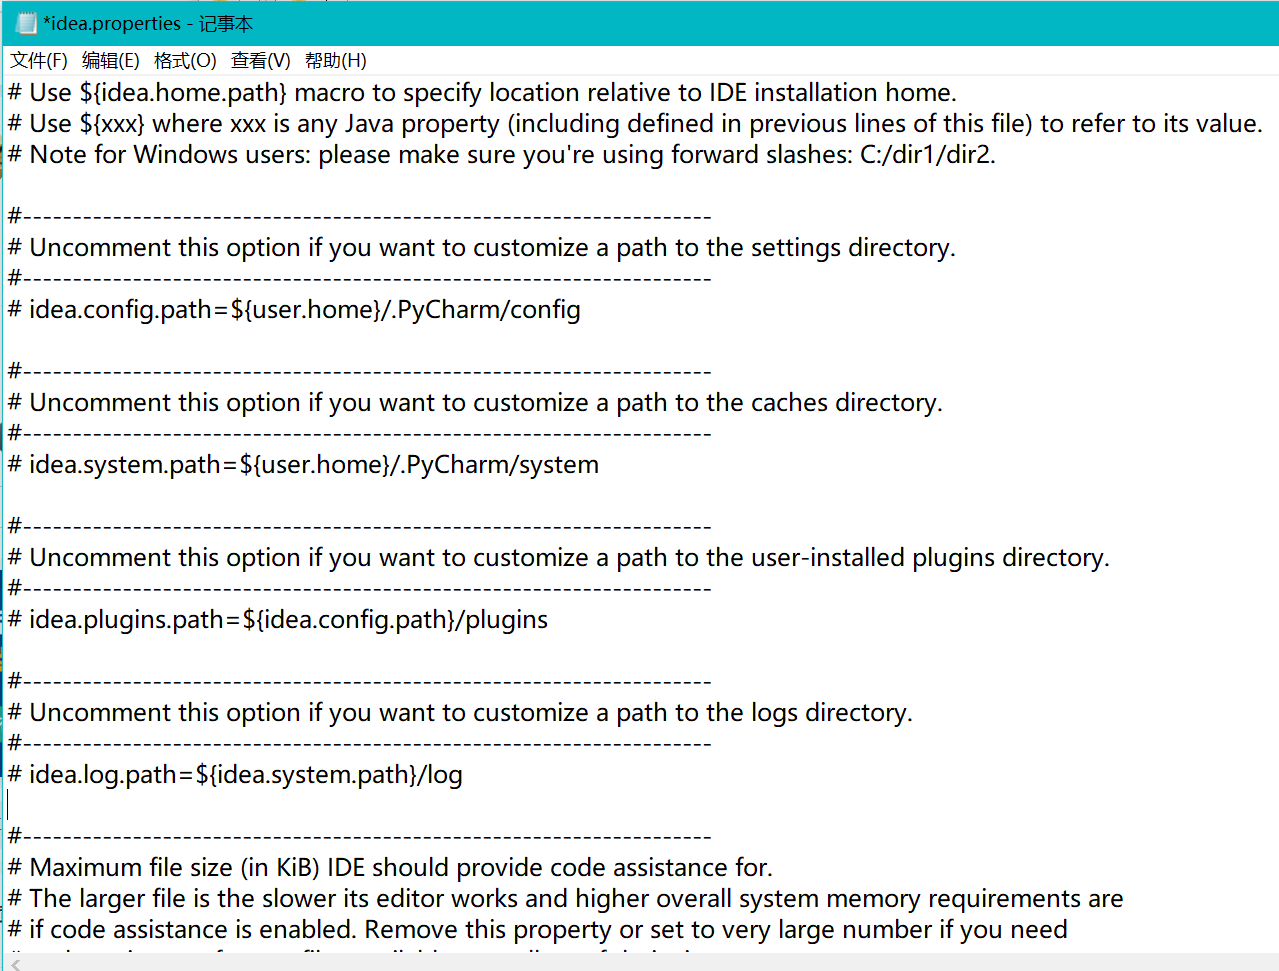 *idea.properties - 记事本
文件(F) 编辑(E) 格式(O) 查看(V) 帮助(H)
# Use ${idea.home.path} macro to specify location relative to IDE installation home.
# Use ${xxx} where xxx is any Java property (including defined in previous lines of this file) to refer to its value.
# Note for Windows users: please make sure you're using forward slashes: C:/dir1/dir2.
#---------------------------------------------------------------------
# Uncomment this option if you want to customize a path to the settings directory.
#---------------------------------------------------------------------
# idea.config.path=${user.home}/.PyCharm/config
#---------------------------------------------------------------------
# Uncomment this option if you want to customize a path to the caches directory.
#---------------------------------------------------------------------
# idea.system.path=${user.home}/.PyCharm/system
#---------------------------------------------------------------------
# Uncomment this option if you want to customize a path to the user-installed plugins directory.
#---------------------------------------------------------------------
# idea.plugins.path=${idea.config.path}/plugins
#---------------------------------------------------------------------
# Uncomment this option if you want to customize a path to the logs directory.
#---------------------------------------------------------------------
# idea.log.path=${idea.system.path}/log
#---------------------------------------------------------------------
# Maximum file size (in KiB) IDE should provide code assistance for.
# The larger file is the slower its editor works and higher overall system memory requirements are
# if code assistance is enabled. Remove this property or set to very large number if you need